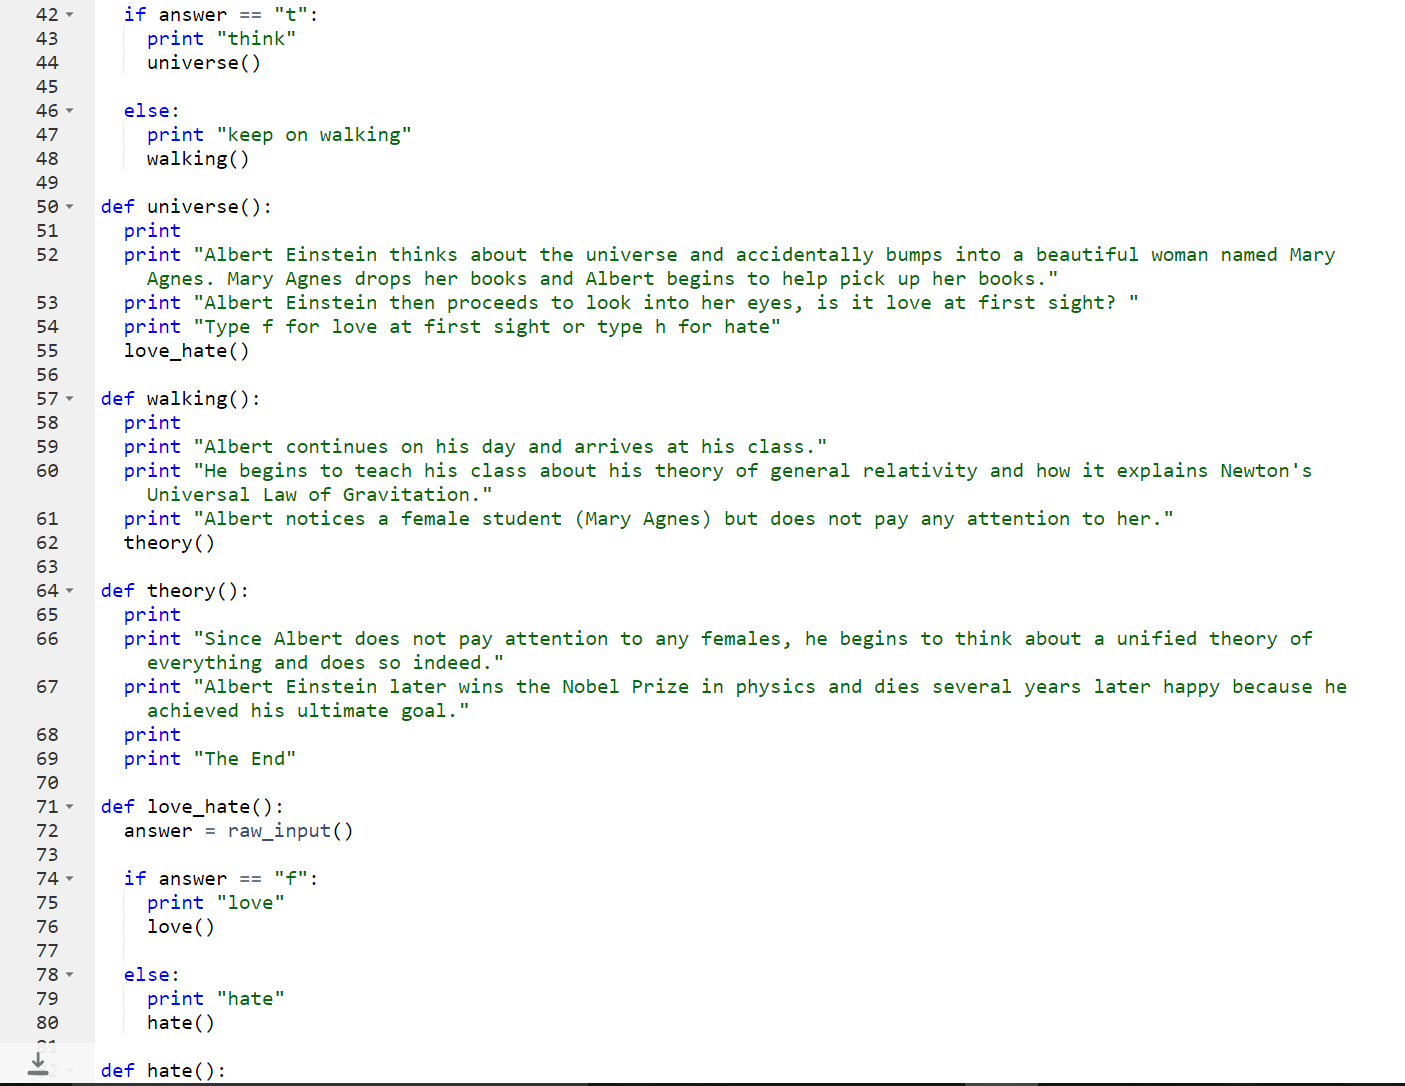 42 if answer == "t":
43 print "think"
44 universe()
45
46 else:
47 print "keep on walking"
48 walking()
49
50 def universe():
51 print
52 print "Albert Einstein thinks about the universe and accidentally bumps into a beautiful woman named Mary
Agnes. Mary Agnes drops her books and Albert begins to help pick up her books."
53 print "Albert Einstein then proceeds to look into her eyes, is it love at first sight? "
54 print "Type f for love at first sight or type h for hate"
55 love_hate()
56
57 def walking():
58 print
59 print "Albert continues on his day and arrives at his class."
60 print "He begins to teach his class about his theory of general relativity and how it explains Newton's
Universal Law of Gravitation."
61 print "Albert notices a female student (Mary Agnes) but does not pay any attention to her."
62 theory()
63
64 def theory():
65 print
66 print "Since Albert does not pay attention to any females, he begins to think about a unified theory of
everything and does so indeed."
67 print "Albert Einstein later wins the Nobel Prize in physics and dies several years later happy because he
achieved his ultimate goal."
68 print
69 print "The End"
70
71 def love_hate():
72 answer = raw_input()
73
74 if answer == "f":
75 print "love"
76 love()
77
78 else:
79 print "hate"
80 hate()
81
def hate():